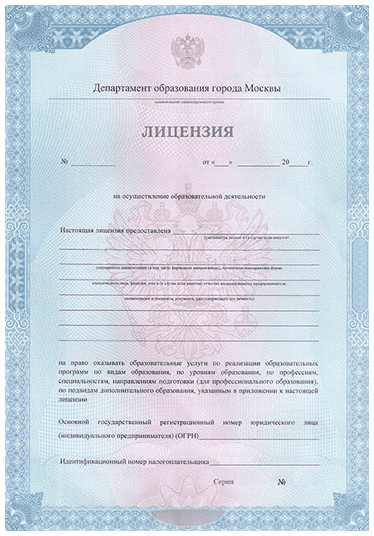 Департамент образования города Москвы
наименование лицензирующего органа
ЛИЦЕНЗИЯ
№ ____________ от «____» ____________ 20____г.
на осуществление образовательной деятельности
Настоящая лицензия предоставлена
на право оказывать образовательные услуги по реализации образовательных
программ по видам образования, по уровням образования, по профессиям,
специальностям, направлениям подготовки (для профессионального образования),
по подвидам дополнительного образования, указанным в приложении к настоящей
лицензии
Основной государственный регистрационный номер юридического лица
(индивидуального предпринимателя) (ОГРН)
Идентификационный номер налогоплательщика
Серия №